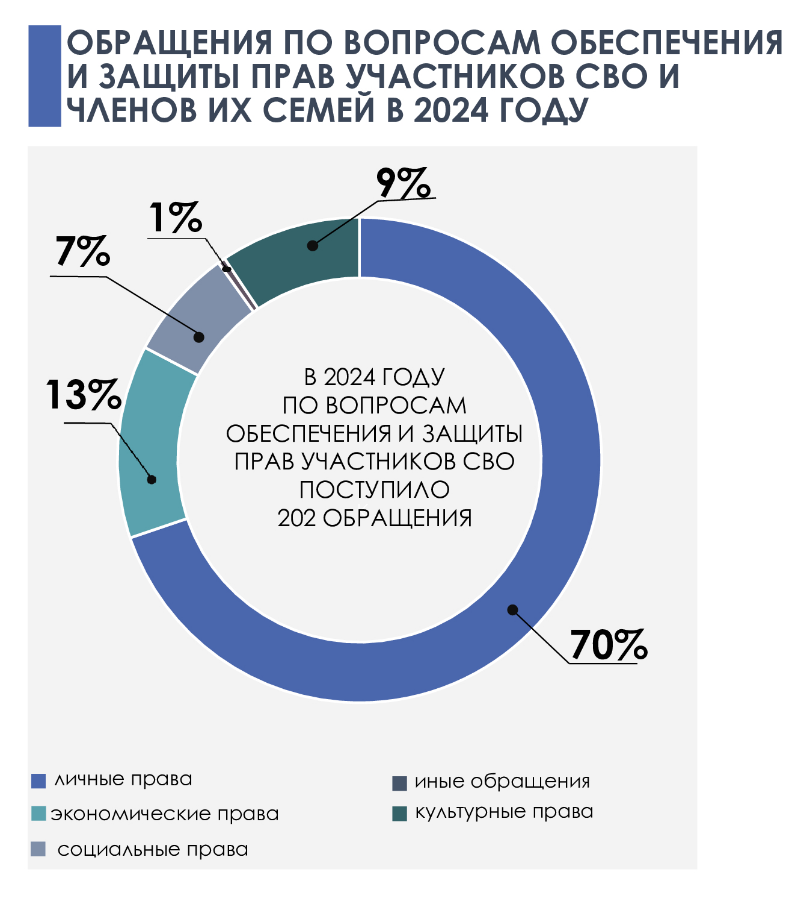 ОБРАЩЕНИЯ ПО ВОПРОСАМ ОБЕСПЕЧЕНИЯ
И ЗАЩИТЫ ПРАВ УЧАСТНИКОВ СВО И
ЧЛЕНОВ ИХ СЕМЕЙ В 2024 ГОДУ
9%
1%
7%
13%
В 2024 ГОДУ
ПО ВОПРОСАМ
ОБЕСПЕЧЕНИЯ И ЗАЩИТЫ
ПРАВ УЧАСТНИКОВ СВО
ПОСТУПИЛО
202 ОБРАЩЕНИЯ
70%
личные права
экономические права
социальные права
иные обращения
культурные права